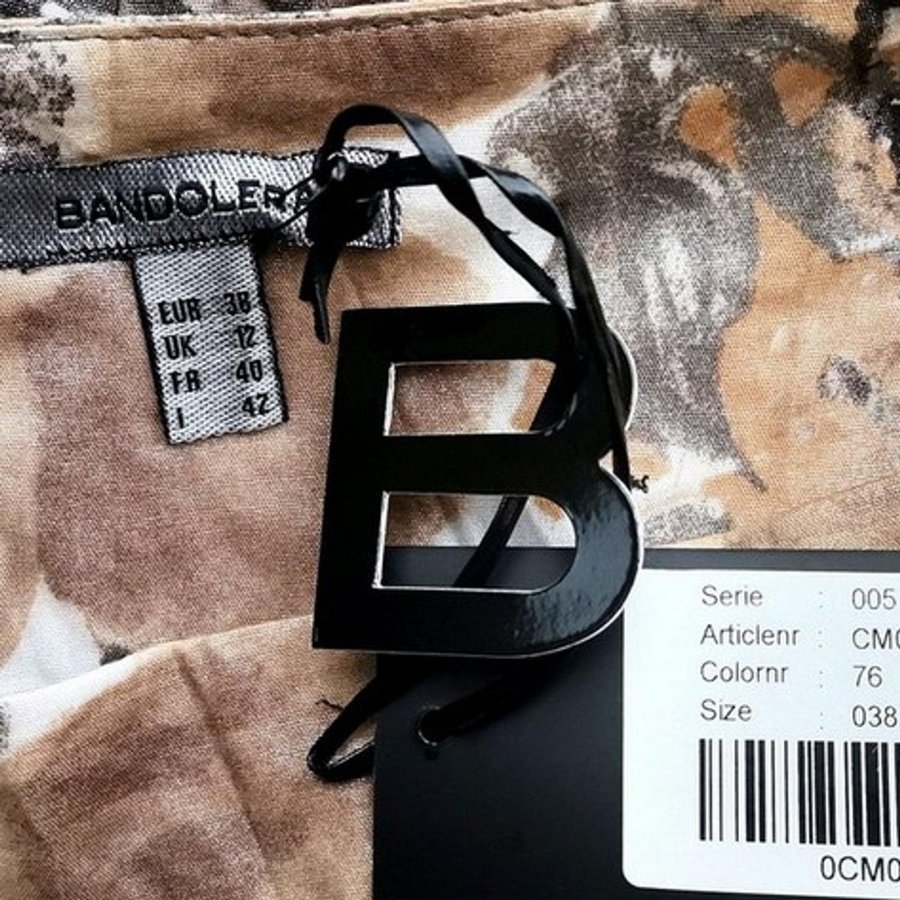 BANDOLERA
EUR 38
UK 12
FR 40
I 42
B
Serie : 005
Articlenr : CM0
Colornr : 76
Size : 038
0CM0